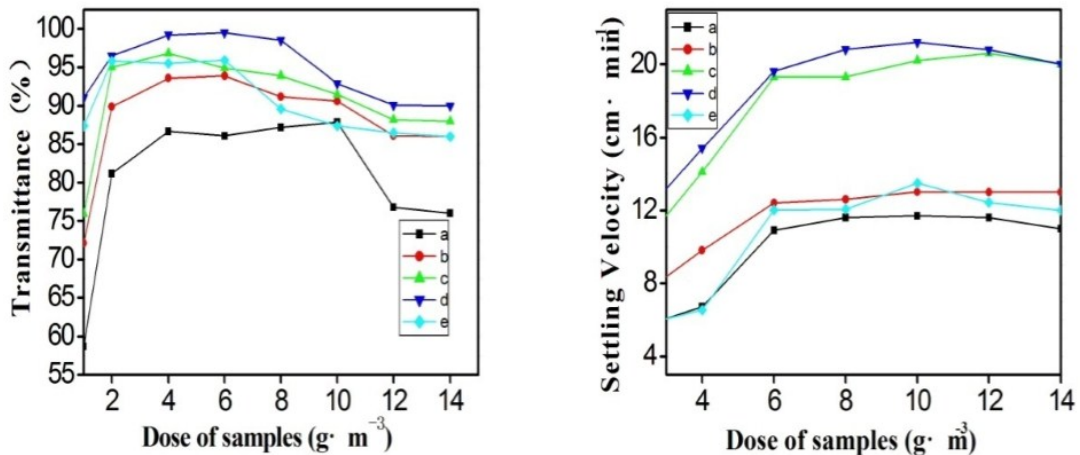 Transmittance (%)
100
95
90
85
80
75
70
65
60
55
2 4 6 8 10 12 14
Dose of samples (g· m⁻³)
a
b
c
d
e
Settling Velocity (cm · min⁻¹)
20
16
12
8
4
4 6 8 10 12 14
Dose of samples (g· m⁻³)
a
b
c
d
e